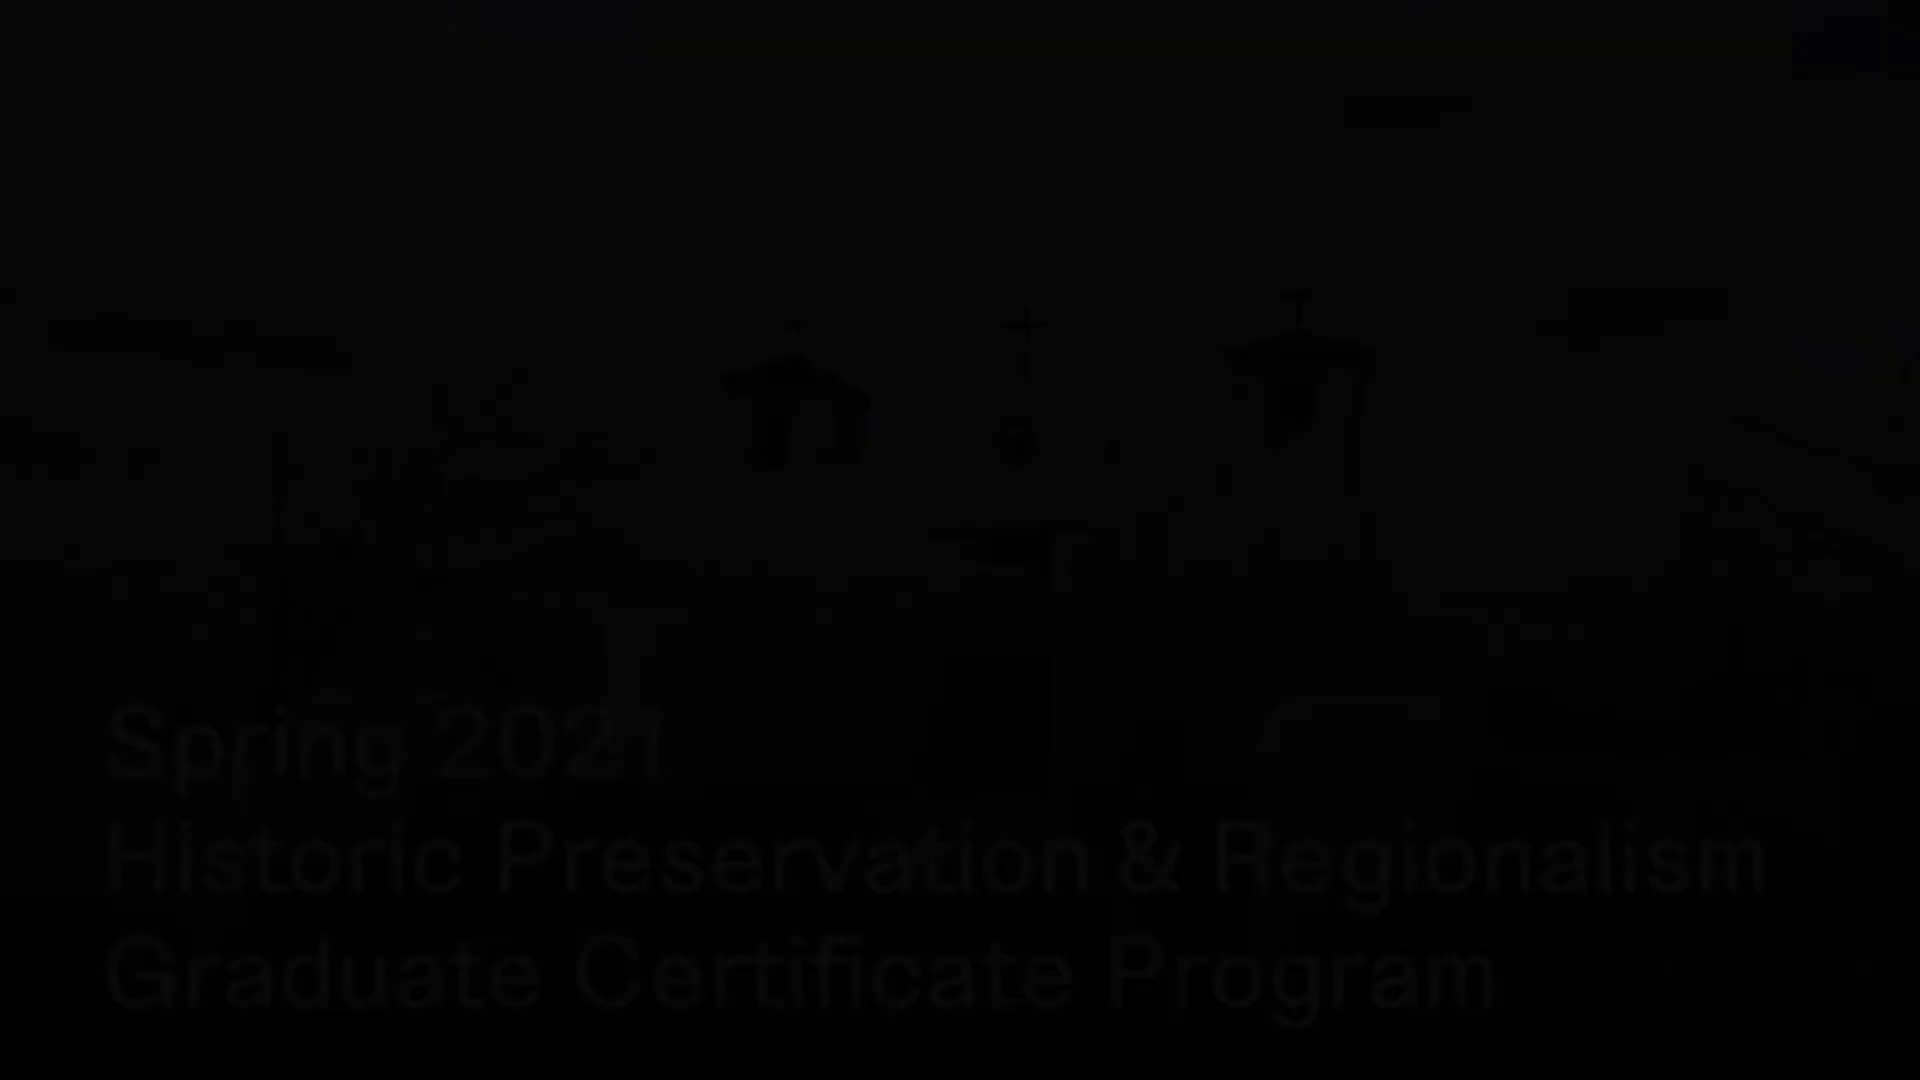 Spring 2021
Historic Preservation & Regionalism
Graduate Certificate Program